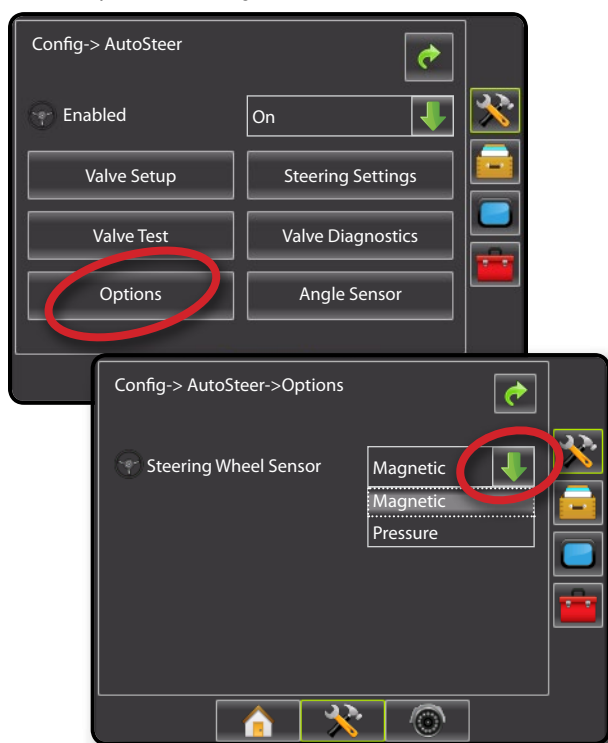 Config-> AutoSteer
Enabled
On
Valve Setup
Steering Settings
Valve Test
Valve Diagnostics
Options
Angle Sensor
Config-> AutoSteer->Options
Steering Wheel Sensor
Magnetic
Magnetic
Pressure